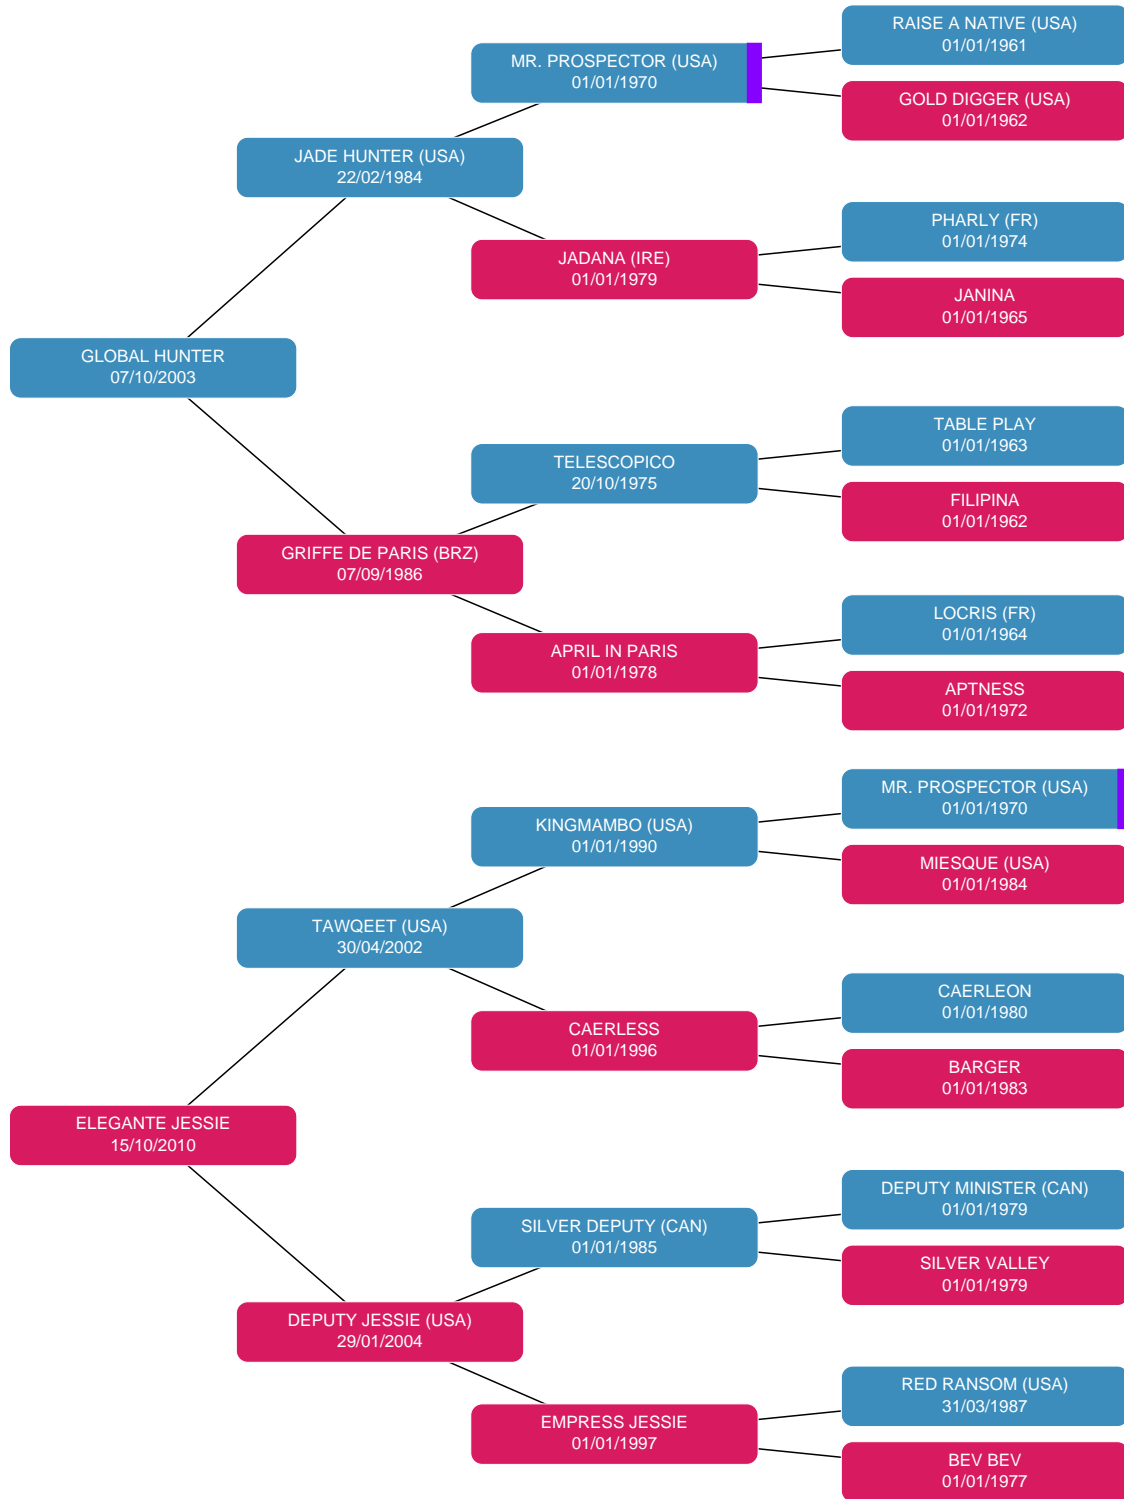 RAISE A NATIVE (USA)
01/01/1961
MR. PROSPECTOR (USA)
01/01/1970
GOLD DIGGER (USA)
01/01/1962
JADE HUNTER (USA)
22/02/1984
PHARLY (FR)
01/01/1974
JADANA (IRE)
01/01/1979
JANINA
01/01/1965
GLOBAL HUNTER
07/10/2003
TABLE PLAY
01/01/1963
TELESCOPICO
20/10/1975
FILIPINA
01/01/1962
GRIFFE DE PARIS (BRZ)
07/09/1986
LOCRIS (FR)
01/01/1964
APRIL IN PARIS
01/01/1978
APTNESS
01/01/1972
MR. PROSPECTOR (USA)
01/01/1970
KINGMAMBO (USA)
01/01/1990
MIESQUE (USA)
01/01/1984
TAWQEET (USA)
30/04/2002
CAERLEON
01/01/1980
CAERLESS
01/01/1996
BARGER
01/01/1983
ELEGANTE JESSIE
15/10/2010
DEPUTY MINISTER (CAN)
01/01/1979
SILVER DEPUTY (CAN)
01/01/1985
SILVER VALLEY
01/01/1979
DEPUTY JESSIE (USA)
29/01/2004
RED RANSOM (USA)
31/03/1987
EMPRESS JESSIE
01/01/1997
BEV BEV
01/01/1977